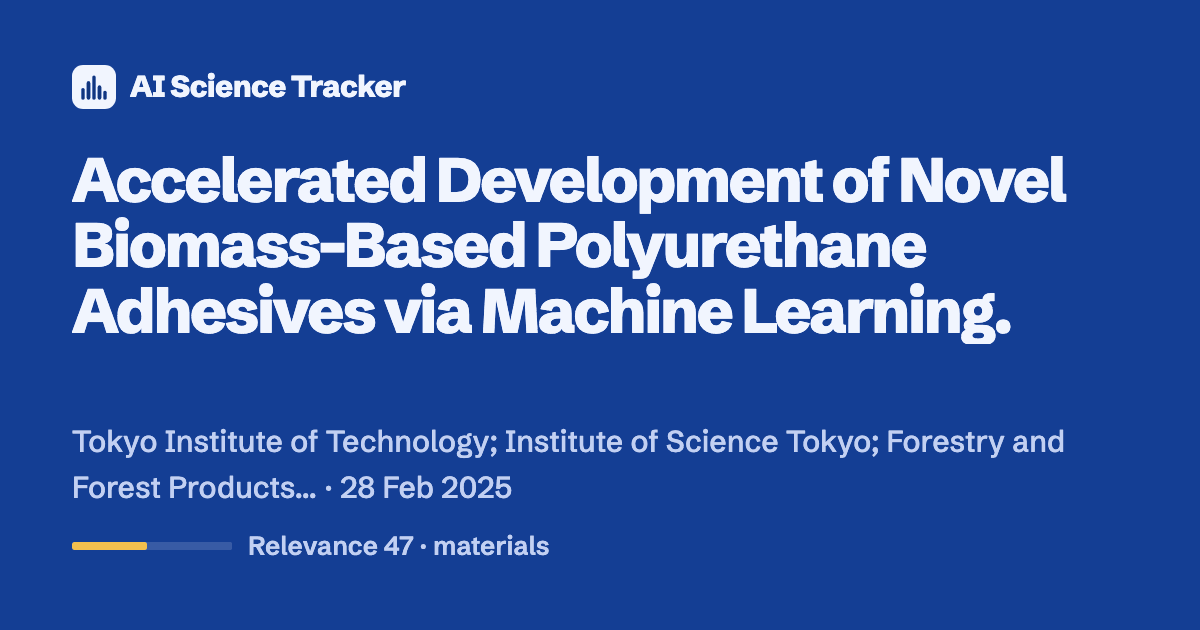 AI Science Tracker
Accelerated Development of Novel
Biomass-Based Polyurethane
Adhesives via Machine Learning.
Tokyo Institute of Technology; Institute of Science Tokyo; Forestry and
Forest Products... · 28 Feb 2025
Relevance 47 · materials